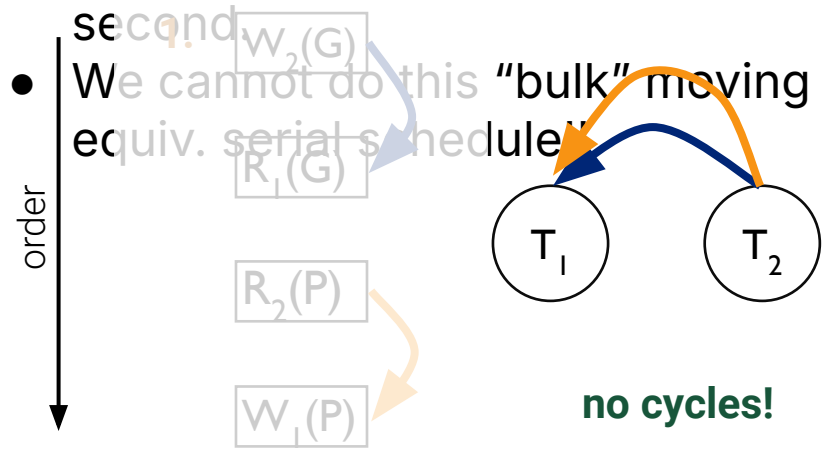 second.
1.
W₂(G)
• We cannot do this “bulk” moving
equiv. serial schedule!!
R₁(G)
order
T₁
T₂
R₂(P)
W₁(P)
no cycles!